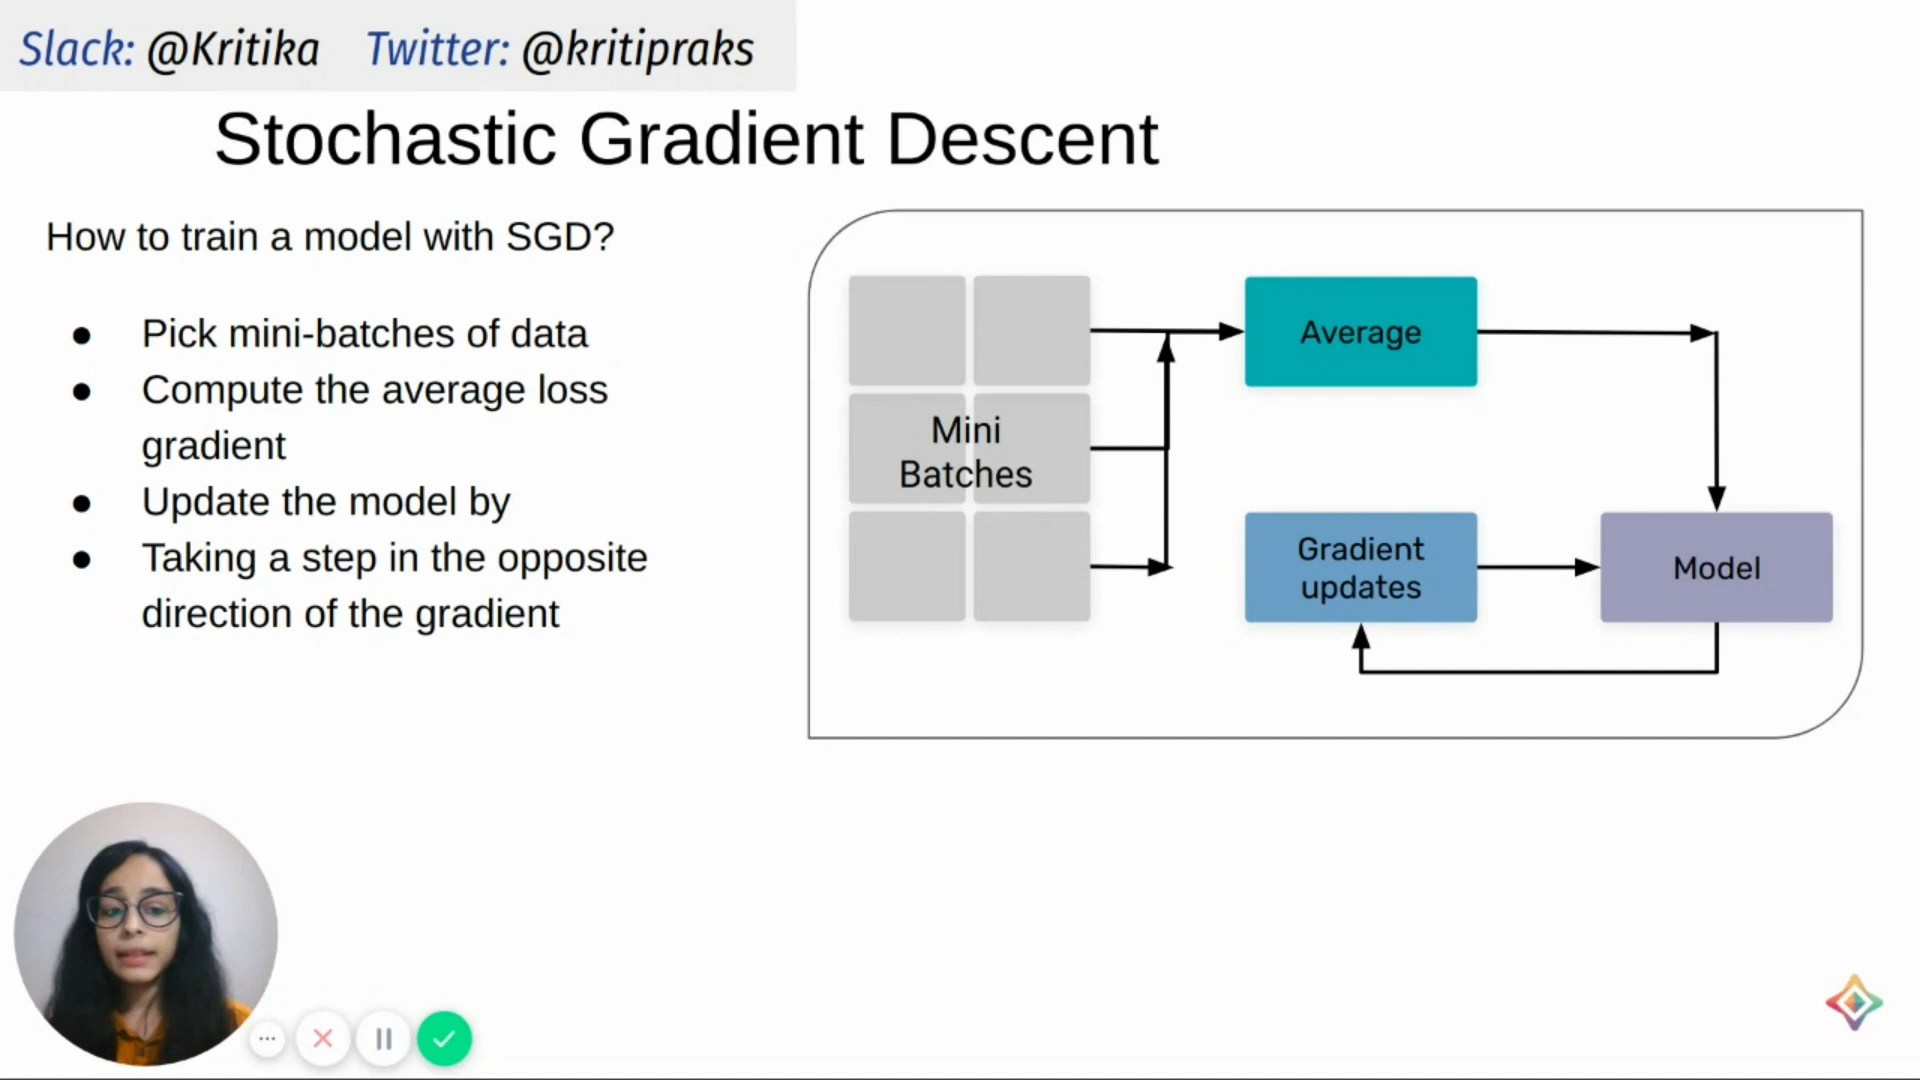 Slack: @Kritika Twitter: @kritipraks
Stochastic Gradient Descent
How to train a model with SGD?
● Pick mini-batches of data
● Compute the average loss
gradient
● Update the model by
● Taking a step in the opposite
direction of the gradient
Mini
Batches
Average
Gradient
updates
Model